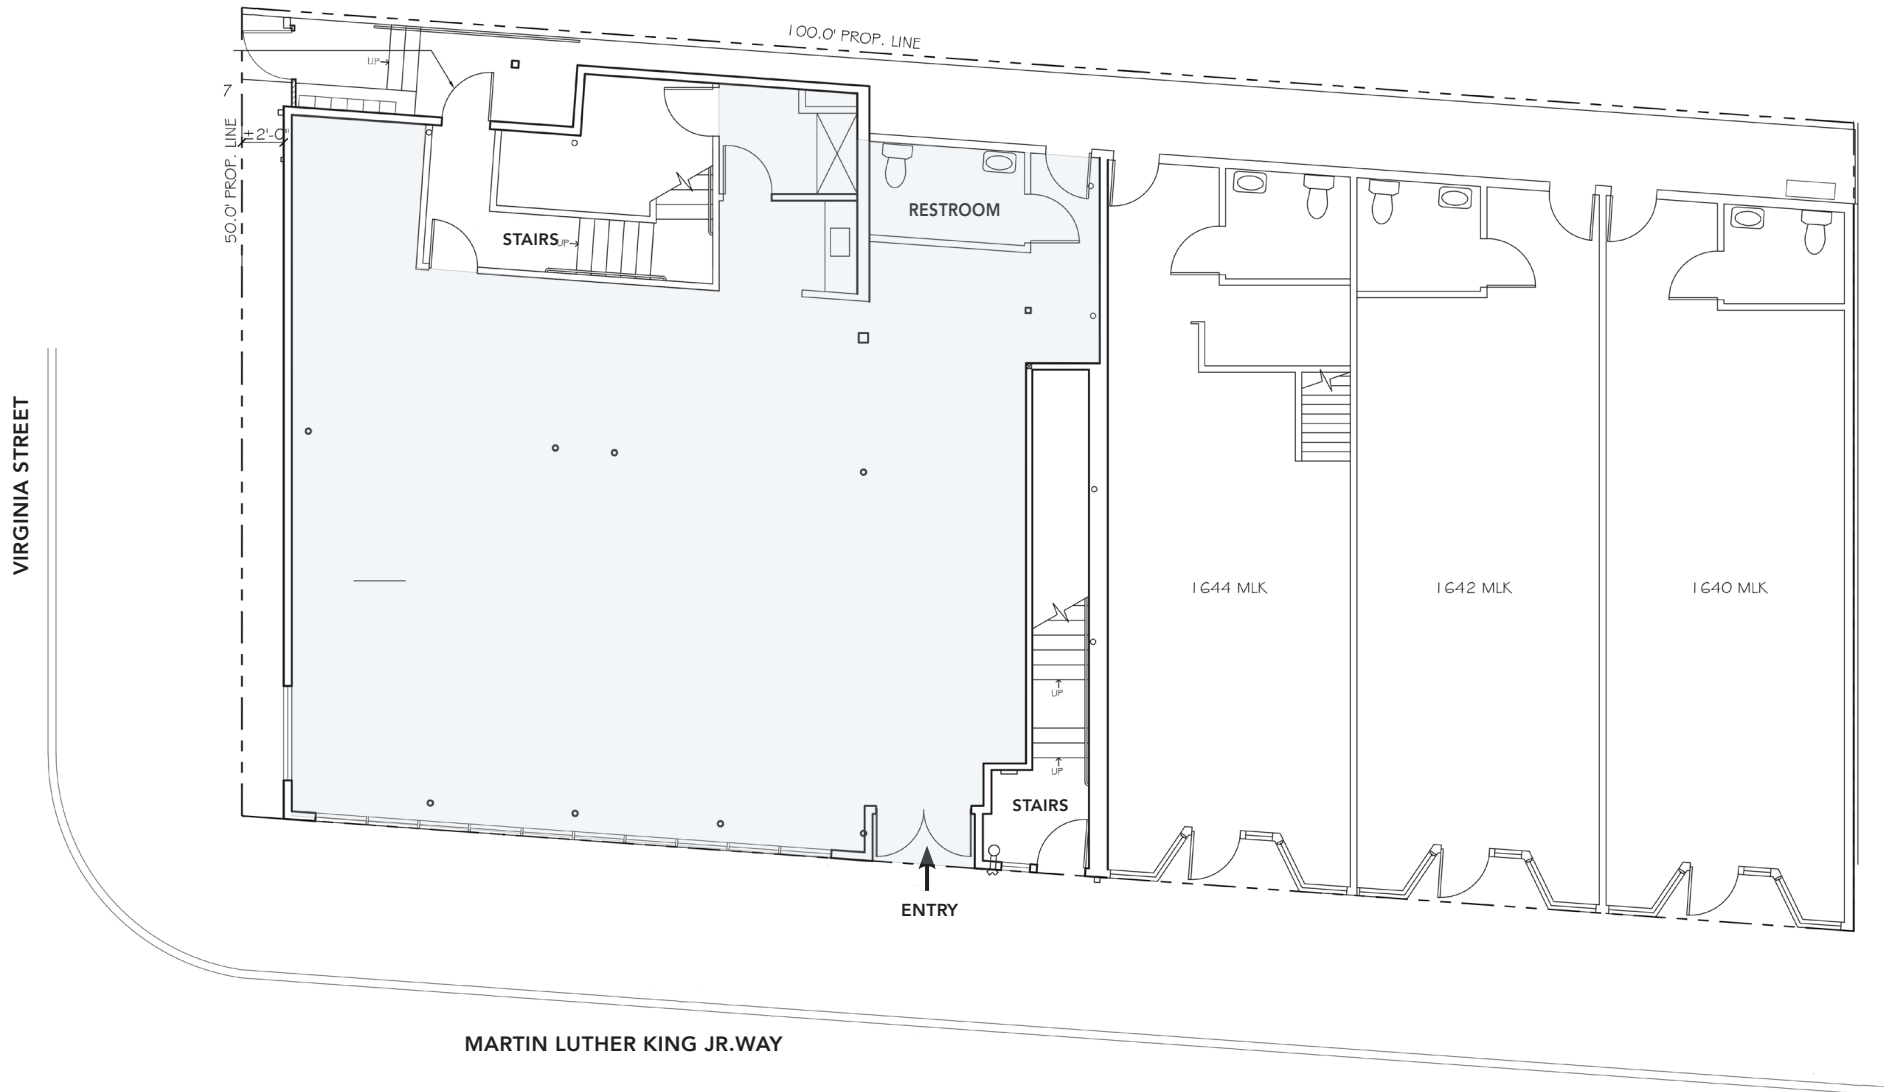 100.0' PROP. LINE
UP
7
±2'-0"
50.0' PROP. LINE
RESTROOM
STAIRS
UP
VIRGINIA STREET
1644 MLK
1642 MLK
1640 MLK
UP
UP
STAIRS
ENTRY
MARTIN LUTHER KING JR.WAY